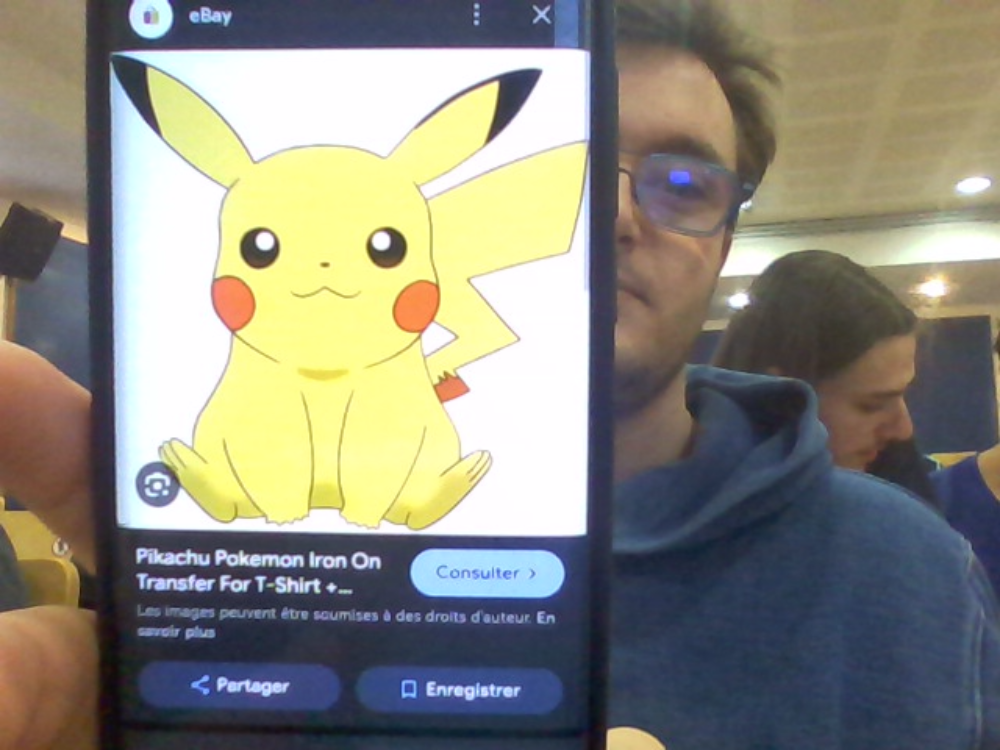 eBay
Pikachu Pokemon Iron On
Transfer For T-Shirt +...
Consulter >
Les images peuvent être soumises à des droits d'auteur. En
savoir plus
Partager
Enregistrer